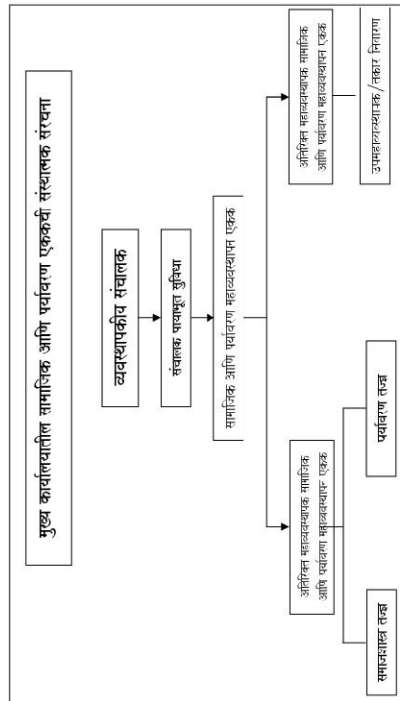 मुख्य कार्यालयातील सामाजिक आणि पर्यावरण एककची संस्थात्मक संरचना
व्यवस्थापकीय संचालक
संचालक पायाभूत सुविधा
सामाजिक आणि पर्यावरण महाव्यवस्थापन एकक
अतिरिक्त महाव्यवस्थापक सामाजिक
आणि पर्यावरण महाव्यवस्थापन एकक
अतिरिक्त महाव्यवस्थापक सामाजिक
आणि पर्यावरण महाव्यवस्थापन एकक
समाजशास्त्र तज्ज्ञ
पर्यावरण तज्ज्ञ
उपमहाव्यवस्थापक/तक्रार निवारण